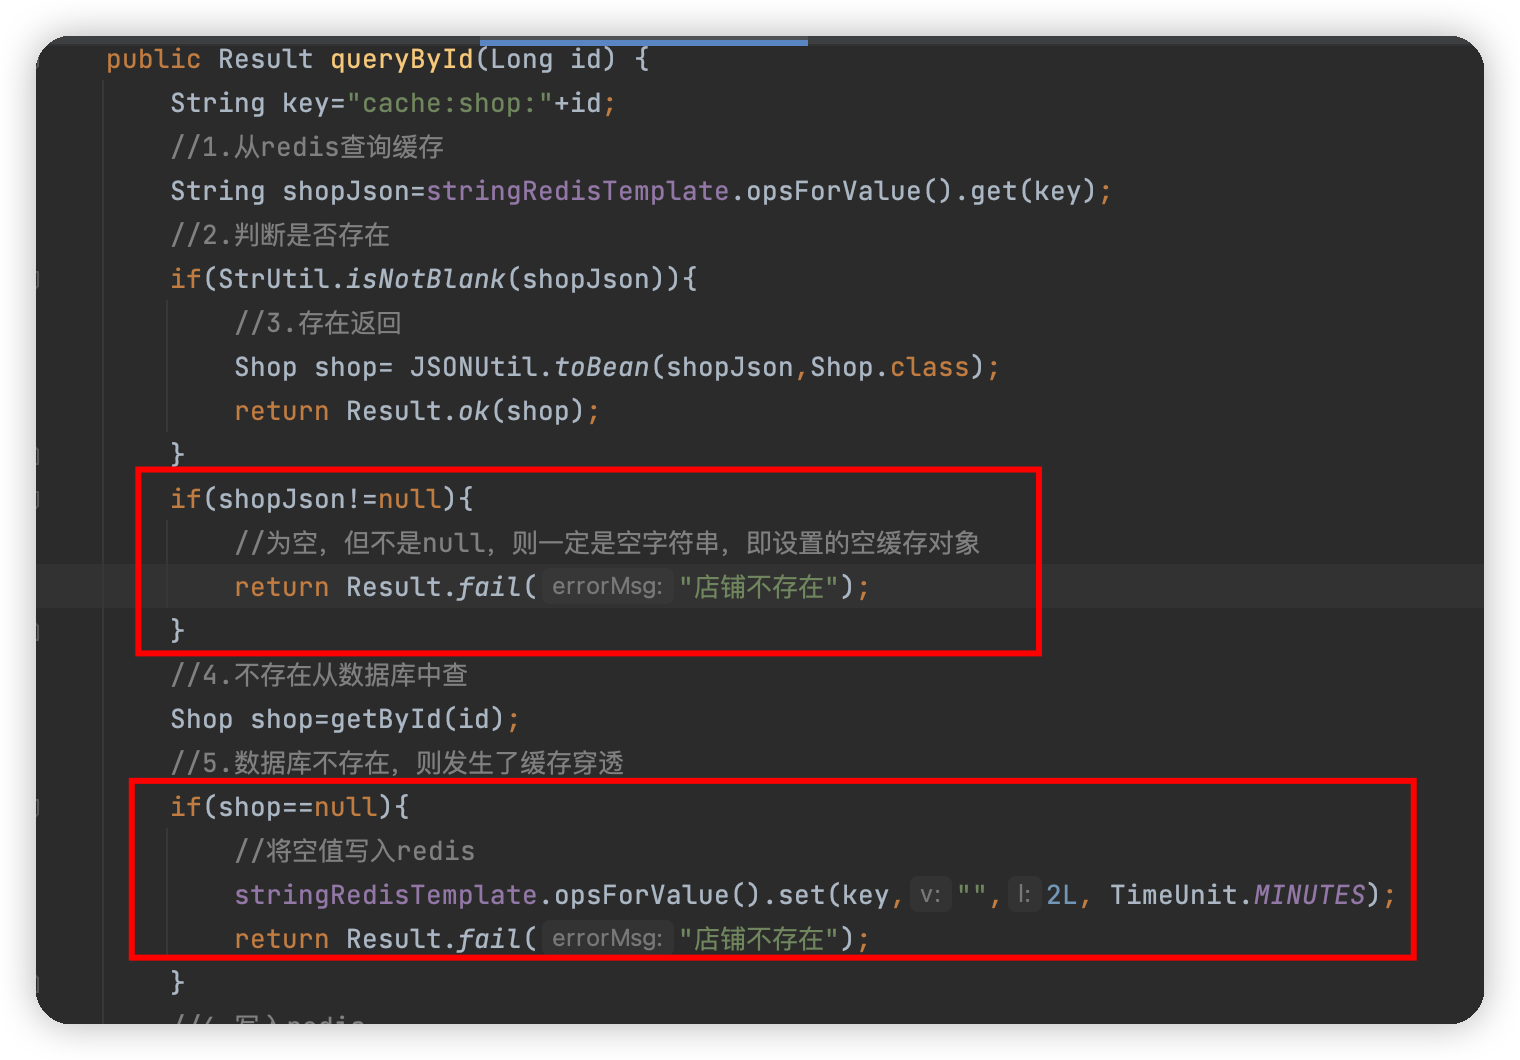 public Result queryById(Long id) {
String key="cache:shop:"+id;
//1.从redis查询缓存
String shopJson=stringRedisTemplate.opsForValue().get(key);
//2.判断是否存在
if(StrUtil.isNotBlank(shopJson)){
//3.存在返回
Shop shop= JSONUtil.toBean(shopJson,Shop.class);
return Result.ok(shop);
}
if(shopJson!=null){
//为空，但不是null，则一定是空字符串，即设置的空缓存对象
return Result.fail( errorMsg: "店铺不存在");
}
//4.不存在从数据库中查
Shop shop=getById(id);
//5.数据库不存在，则发生了缓存穿透
if(shop==null){
//将空值写入redis
stringRedisTemplate.opsForValue().set(key, v: "", l: 2L, TimeUnit.MINUTES);
return Result.fail( errorMsg: "店铺不存在");
}